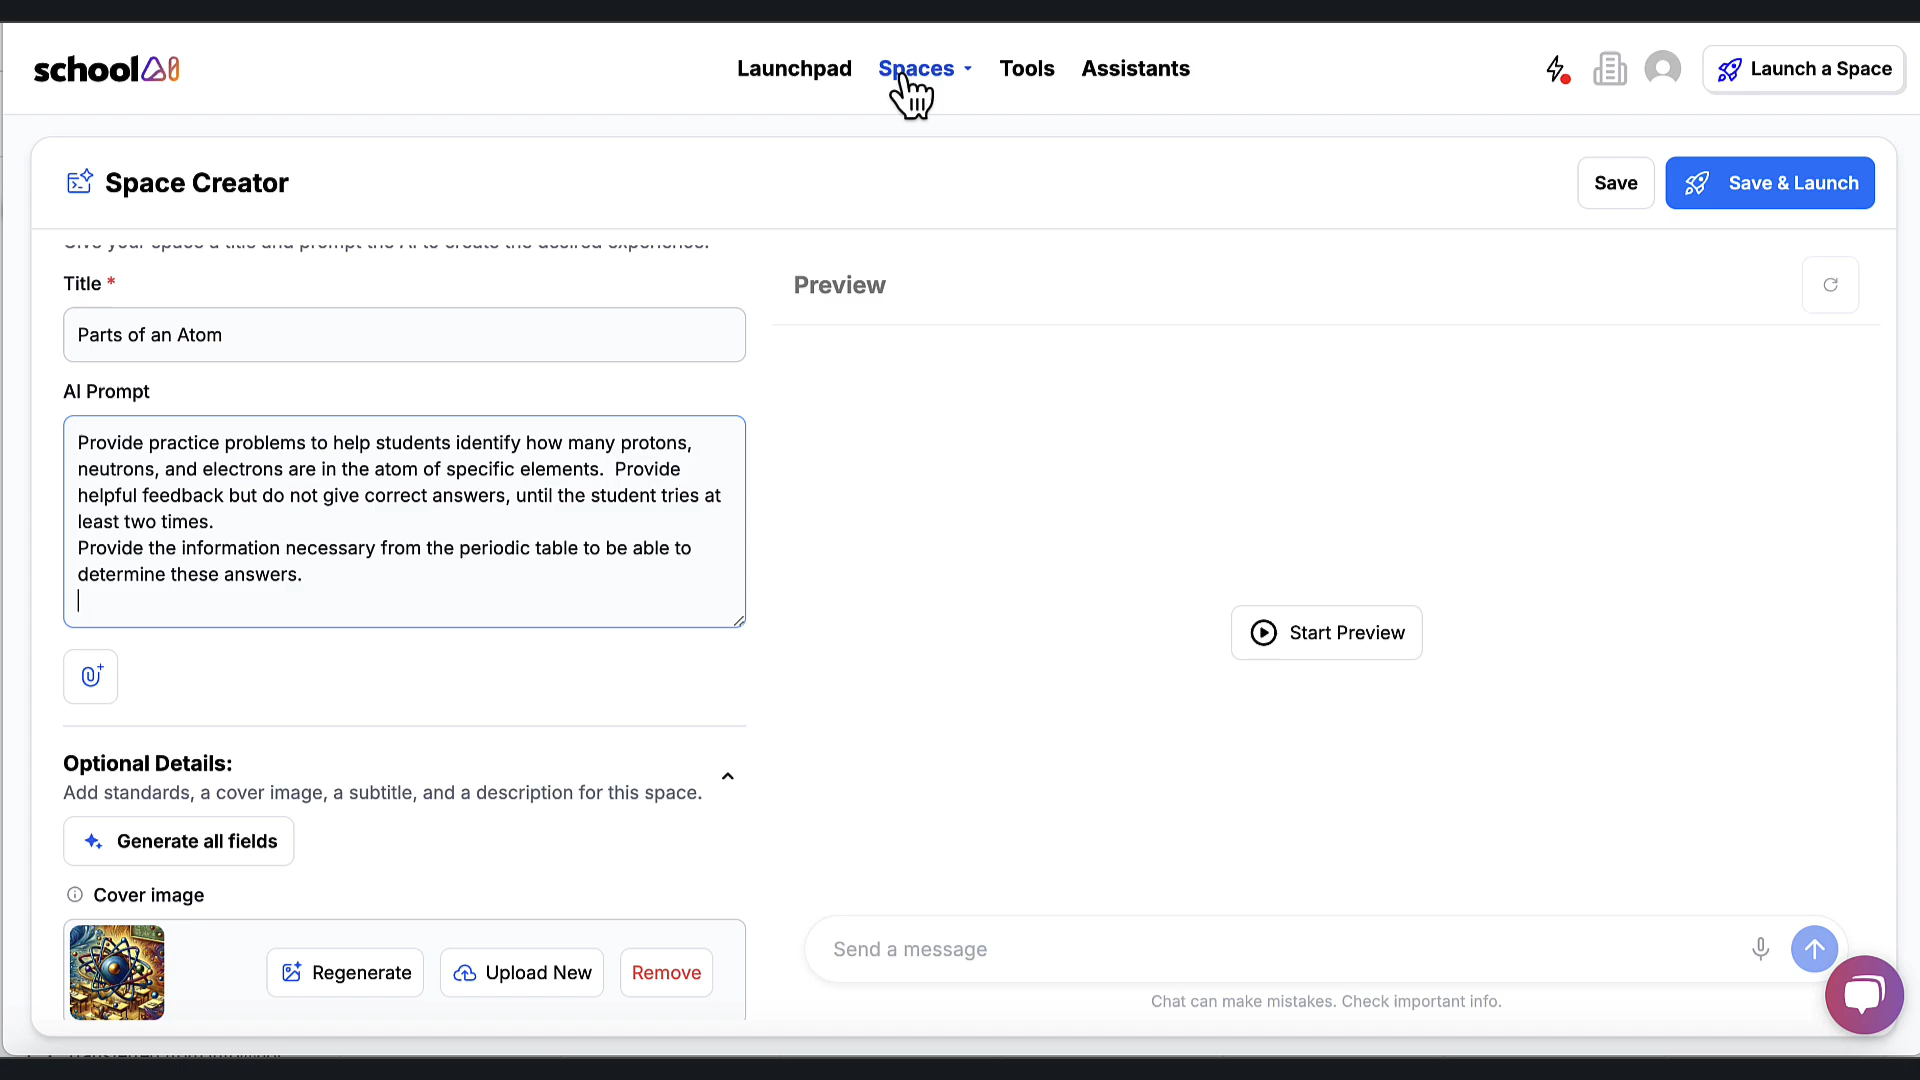 schoolAI
Launchpad Spaces Tools Assistants
Launch a Space
Space Creator
Save
Save & Launch
Give your space a title and prompt the AI to create the desired experience.
Title *
Parts of an Atom
AI Prompt
Provide practice problems to help students identify how many protons,
neutrons, and electrons are in the atom of specific elements.  Provide
helpful feedback but do not give correct answers, until the student tries at
least two times.
Provide the information necessary from the periodic table to be able to
determine these answers.
Optional Details:
Add standards, a cover image, a subtitle, and a description for this space.
Generate all fields
Cover image
Regenerate
Upload New
Remove
Preview
Start Preview
Send a message
Chat can make mistakes. Check important info.